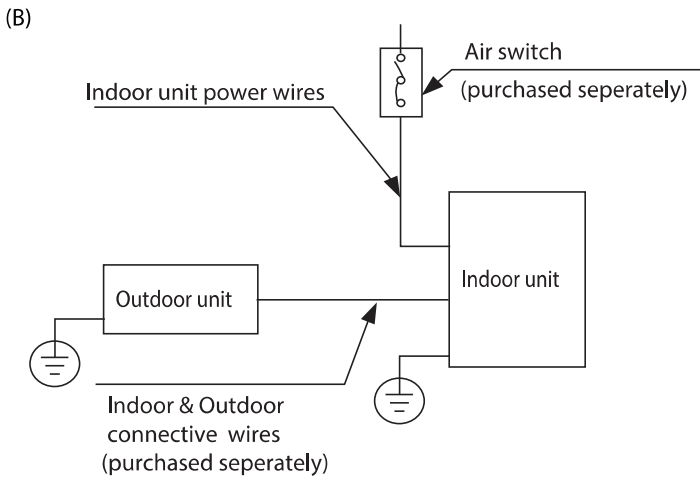 (B)
Air switch
(purchased seperately)
Indoor unit power wires
Indoor unit
Outdoor unit
Indoor & Outdoor
connective wires
(purchased seperately)